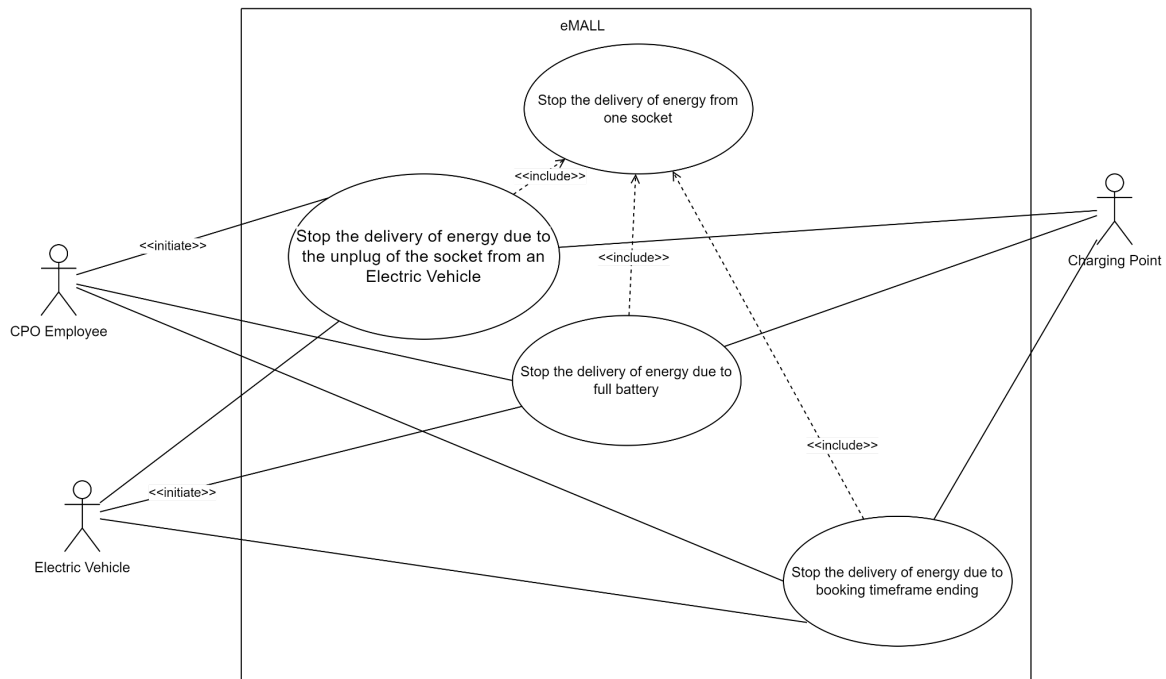 eMALL
Stop the delivery of energy from
one socket
<<include>>
<<initiate>>
Stop the delivery of energy due to
the unplug of the socket from an
Electric Vehicle
<<include>>
Charging Point
CPO Employee
Stop the delivery of energy due to
full battery
<<include>>
<<initiate>>
Electric Vehicle
Stop the delivery of energy due to
booking timeframe ending